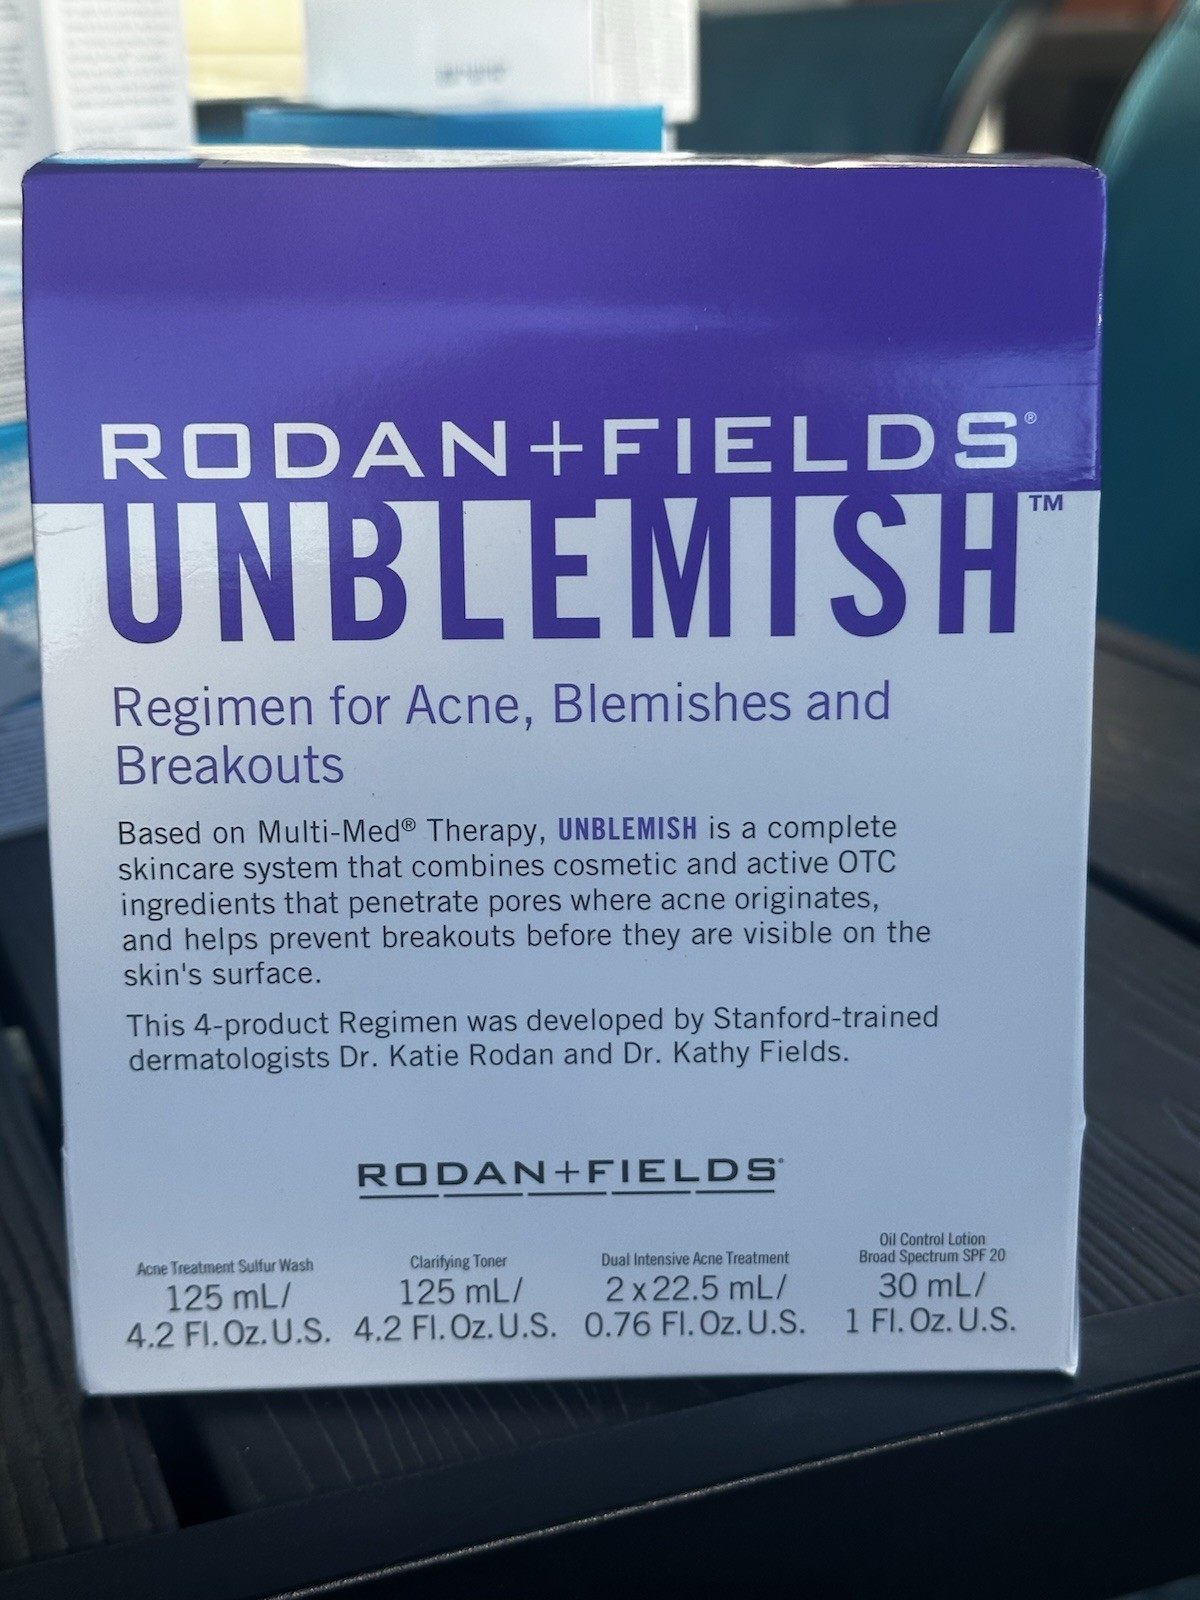 RODAN+FIELDS®
UNBLEMISH™
Regimen for Acne, Blemishes and
Breakouts
Based on Multi-Med® Therapy, UNBLEMISH is a complete
skincare system that combines cosmetic and active OTC
ingredients that penetrate pores where acne originates,
and helps prevent breakouts before they are visible on the
skin's surface.
This 4-product Regimen was developed by Stanford-trained
dermatologists Dr. Katie Rodan and Dr. Kathy Fields.
RODAN+FIELDS®
Acne Treatment Sulfur Wash
125 mL/
4.2 Fl. Oz. U.S.
Clarifying Toner
125 mL/
4.2 Fl. Oz. U.S.
Dual Intensive Acne Treatment
2 x 22.5 mL/
0.76 Fl. Oz. U.S.
Oil Control Lotion
Broad Spectrum SPF 20
30 mL/
1 Fl. Oz. U.S.